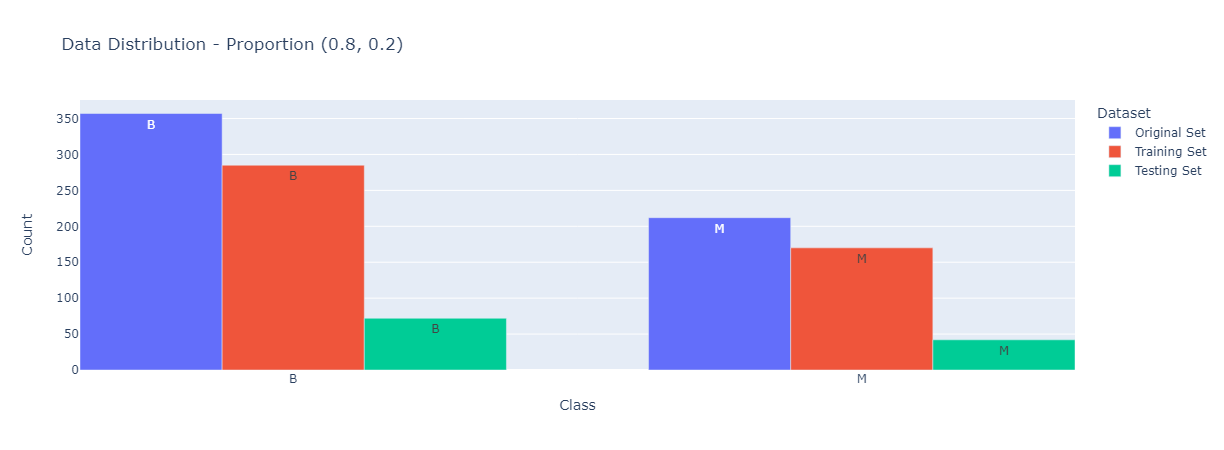 Data Distribution - Proportion (0.8, 0.2)
Dataset
Original Set
Training Set
Testing Set
Count
350
300
250
200
150
100
50
0
B
B
B
M
M
M
B
M
Class